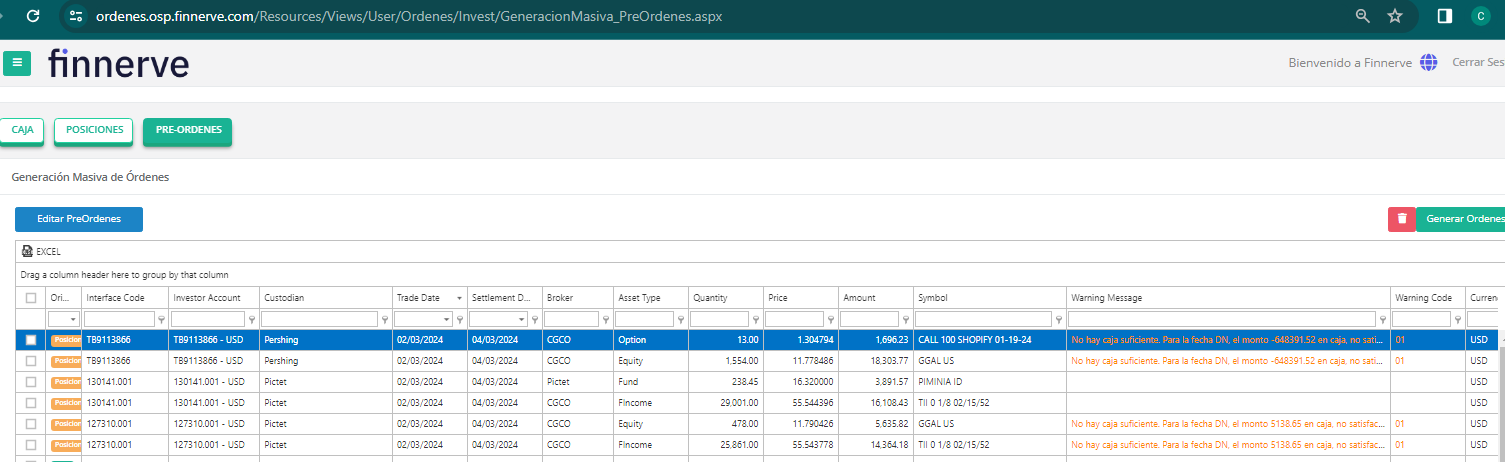 ordenes.osp.finnerve.com/Resources/Views/User/Ordenes/Invest/GeneracionMasiva_PreOrdenes.aspx
C
finnerve
Bienvenido a Finnerve Cerrar Ses
CAJA POSICIONES PRE-ORDENES
Generación Masiva de Órdenes
Editar PreOrdenes Generar Ordenes
EXCEL
Drag a column header here to group by that column
Ori... Interface Code Investor Account Custodian Trade Date Settlement D... Broker Asset Type Quantity Price Amount Symbol Warning Message Warning Code Currenc
Posicion TB9113866 TB9113866 - USD Pershing 02/03/2024 04/03/2024 CGCO Option 13.00 1.304794 1,696.23 CALL 100 SHOPIFY 01-19-24 No hay caja suficiente. Para la fecha DN, el monto -648391.52 en caja, no sati... 01 USD
Posicion TB9113866 TB9113866 - USD Pershing 02/03/2024 04/03/2024 CGCO Equity 1,554.00 11.778486 18,303.77 GGAL US No hay caja suficiente. Para la fecha DN, el monto -648391.52 en caja, no sati... 01 USD
Posicion 130141.001 130141.001 - USD Pictet 02/03/2024 04/03/2024 Pictet Fund 238.45 16.320000 3,891.57 PIMINIA ID USD
Posicion 130141.001 130141.001 - USD Pictet 02/03/2024 04/03/2024 CGCO FIncome 29,001.00 55.544396 16,108.43 TII 0 1/8 02/15/52 USD
Posicion 127310.001 127310.001 - USD Pictet 02/03/2024 04/03/2024 CGCO Equity 478.00 11.790426 5,635.82 GGAL US No hay caja suficiente. Para la fecha DN, el monto 5138.65 en caja, no satisfac... 01 USD
Posicion 127310.001 127310.001 - USD Pictet 02/03/2024 04/03/2024 CGCO FIncome 25,861.00 55.543778 14,364.18 TII 0 1/8 02/15/52 No hay caja suficiente. Para la fecha DN, el monto 5138.65 en caja, no satisfac... 01 USD